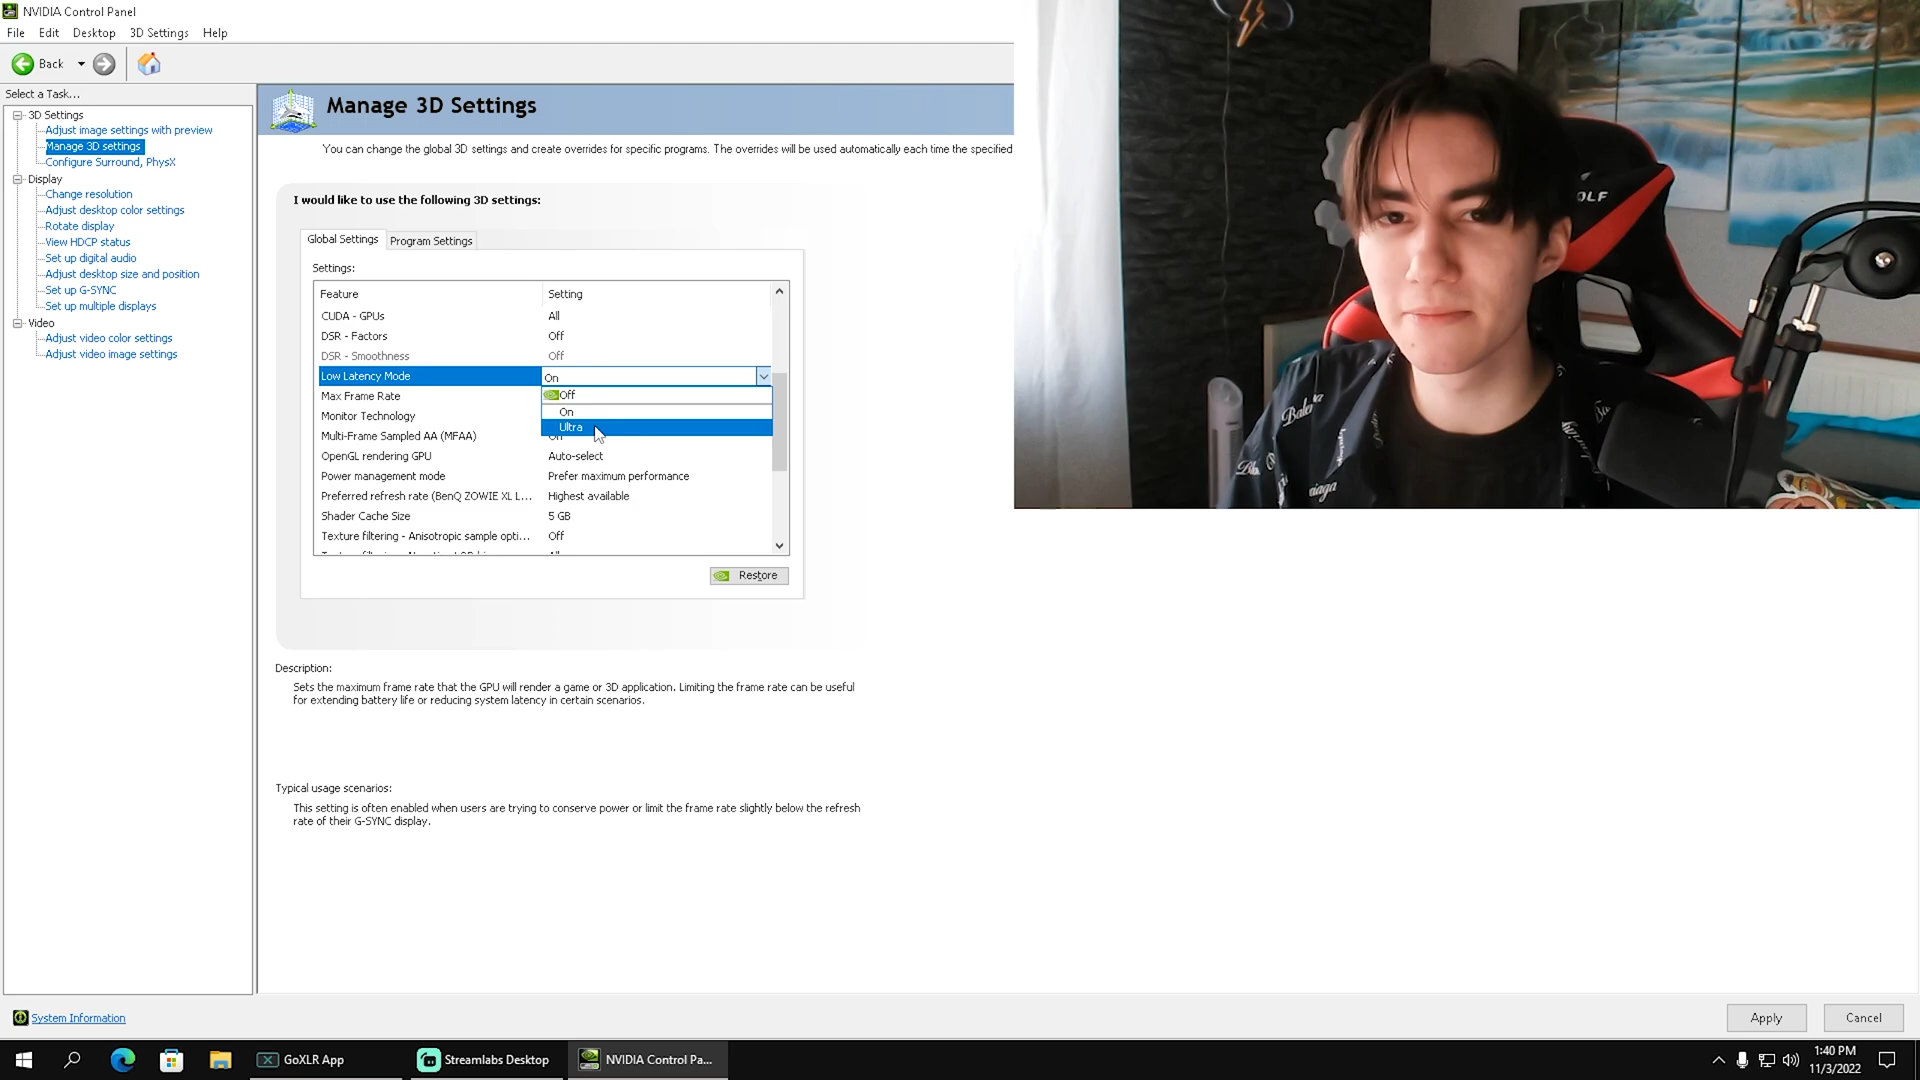 NVIDIA Control Panel
File Edit Desktop 3D Settings Help
Back
Select a Task...
3D Settings
Adjust image settings with preview
Manage 3D settings
Configure Surround, PhysX
Display
Change resolution
Adjust desktop color settings
Rotate display
View HDCP status
Set up digital audio
Adjust desktop size and position
Set up G-SYNC
Set up multiple displays
Video
Adjust video color settings
Adjust video image settings
Manage 3D Settings
You can change the global 3D settings and create overrides for specific programs. The overrides will be used automatically each time the specified
I would like to use the following 3D settings:
Global Settings Program Settings
Settings:
Feature Setting
CUDA - GPUs All
DSR - Factors Off
DSR - Smoothness Off
Low Latency Mode On
Max Frame Rate Off
Monitor Technology On
Ultra
Multi-Frame Sampled AA (MFAA) On
OpenGL rendering GPU Auto-select
Power management mode Prefer maximum performance
Preferred refresh rate (BenQ ZOWIE XL L... Highest available
Shader Cache Size 5 GB
Texture filtering - Anisotropic sample opti... Off
Restore
Description:
Sets the maximum frame rate that the GPU will render a game or 3D application. Limiting the frame rate can be useful
for extending battery life or reducing system latency in certain scenarios.
Typical usage scenarios:
This setting is often enabled when users are trying to conserve power or limit the frame rate slightly below the refresh
rate of their G-SYNC display.
System Information
Apply Cancel
GoXLR App
Streamlabs Desktop
NVIDIA Control Pa...
1:40 PM
11/3/2022